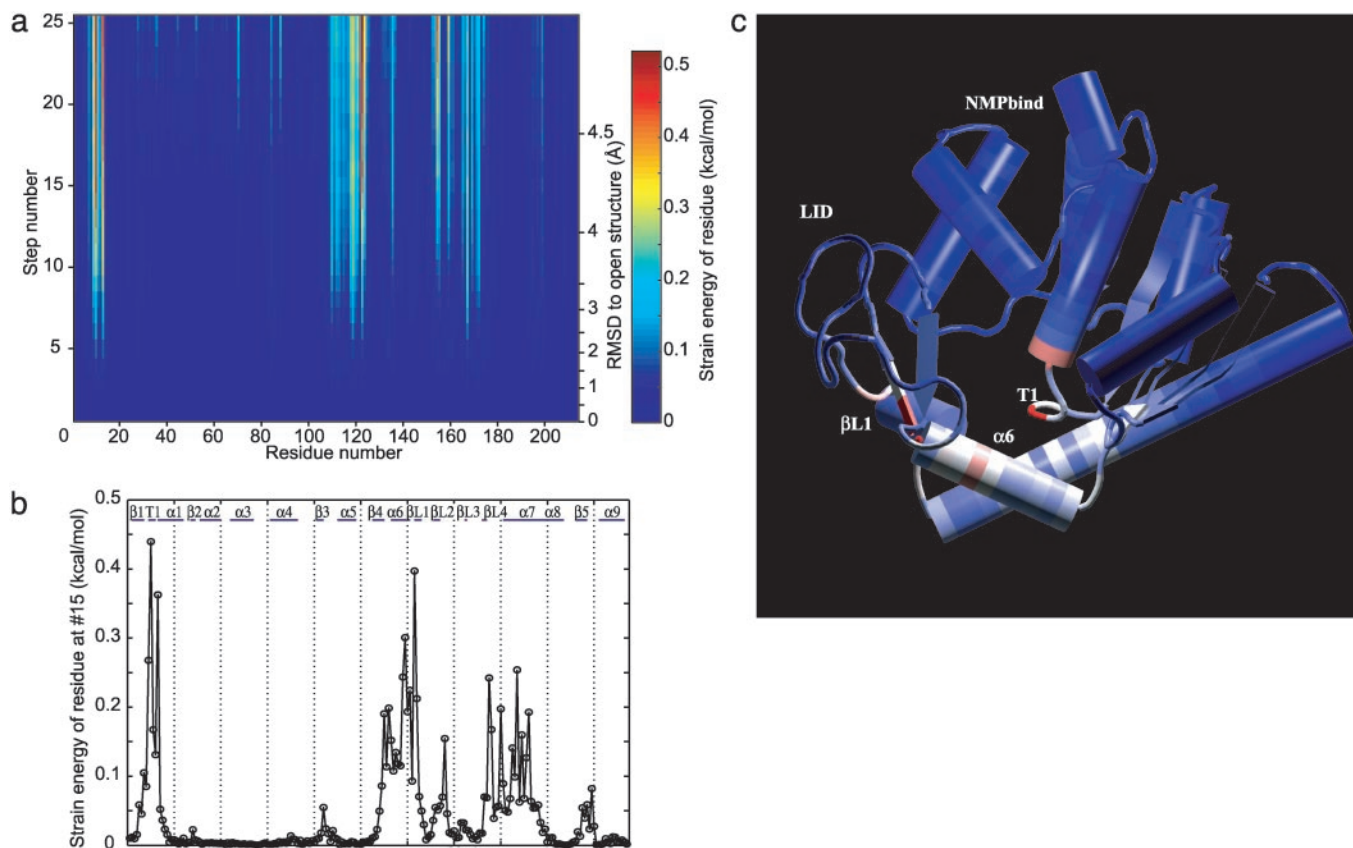 a
25
20
15
10
5
Step number
0 20 40 60 80 100 120 140 160 180 200
Residue number
4.5
4
3
2
1
0
RMSD to open structure (Å)
0.5
0.4
0.3
0.2
0.1
0
Strain energy of residue (kcal/mol)
b
0.5
0.4
0.3
0.2
0.1
0
Strain energy of residue at #15 (kcal/mol)
β1 T1 α1 β2 α2 α3 α4 β3 α5 β4 α6 βL1 βL2 βL3 βL4 α7 α8 β5 α9
c
NMPbind
LID
T1
βL1
α6